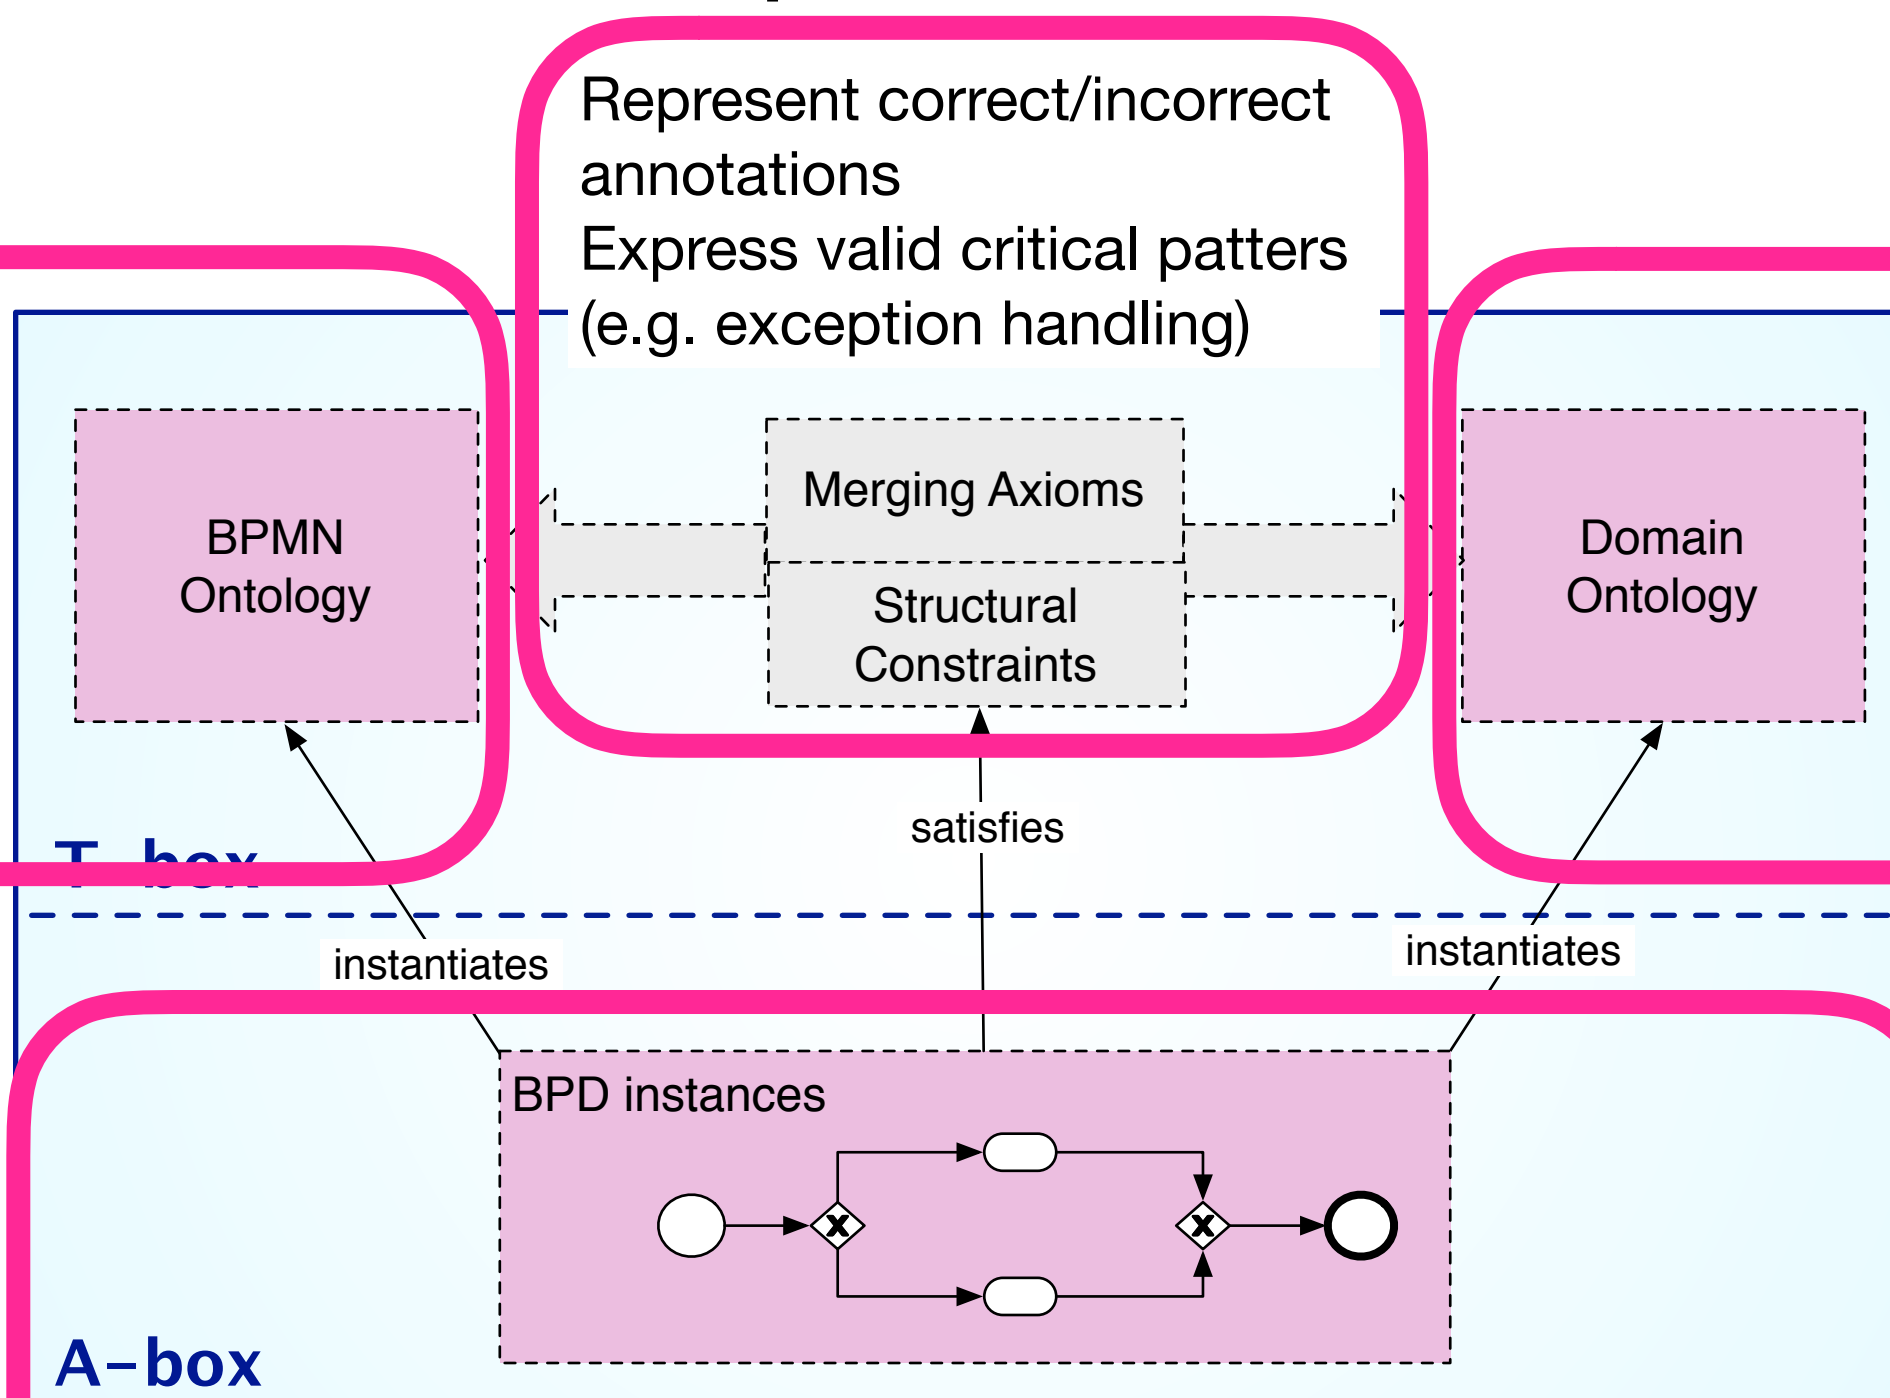 Represent correct/incorrect
annotations
Express valid critical patters
(e.g. exception handling)
BPMN
Ontology
Merging Axioms
Structural
Constraints
Domain
Ontology
satisfies
T-box
instantiates
instantiates
BPD instances
A-box